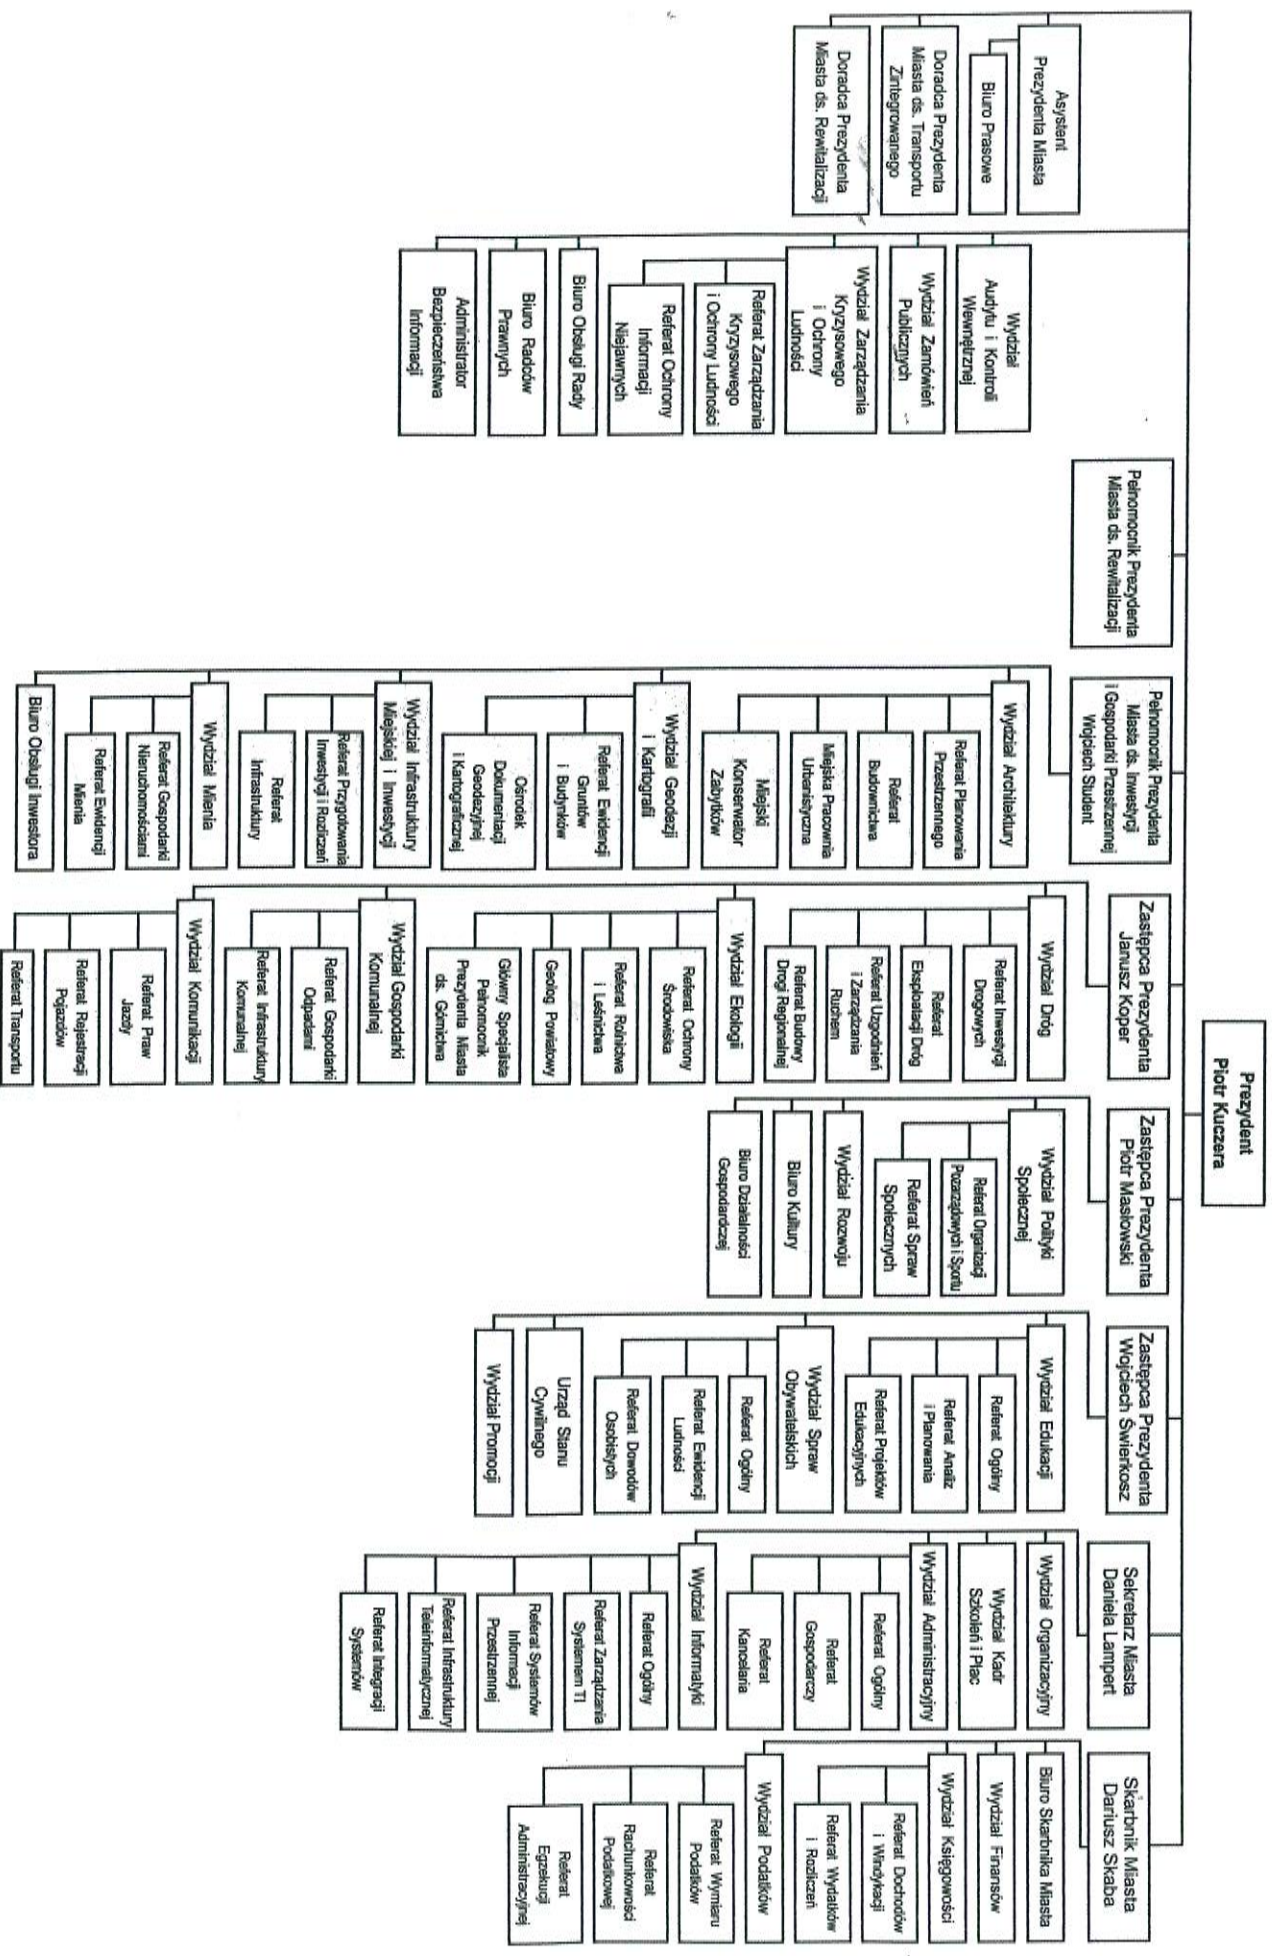 Prezydent
Piotr Kuczera
Asystent
Prezydenta Miasta
Biuro Prasowe
Doradca Prezydenta
Miasta ds. Transportu
Zintegrowanego
Doradca Prezydenta
Miasta ds. Rewitalizacji
Wydział
Audytu i Kontroli
Wewnętrznej
Wydział Zamówień
Publicznych
Wydział Zarządzania
Kryzysowego
i Ochrony
Ludności
Referat Zarządzania
Kryzysowego
i Ochrony Ludności
Referat Ochrony
Informacji
Niejawnych
Biuro Obsługi Rady
Biuro Radców
Prawnych
Administrator
Bezpieczeństwa
Informacji
Pełnomocnik Prezydenta
Miasta ds. Rewitalizacji
Pełnomocnik Prezydenta
Miasta ds. Inwestycji
i Gospodarki Przestrzennej
Wojciech Student
Wydział Architektury
Referat Planowania
Przestrzennego
Referat
Budownictwa
Miejska Pracownia
Urbanistyczna
Miejski
Konserwator
Zabytków
Wydział Geodezji
i Kartografii
Referat Ewidencji
Gruntów
i Budynków
Ośrodek
Dokumentacji
Geodezyjnej
i Kartograficznej
Wydział Infrastruktury
Miejskiej i Inwestycji
Referat Przygotowania
Inwestycji i Rozliczeń
Referat
Infrastruktury
Wydział Mienia
Referat Gospodarki
Nieruchomościami
Referat Ewidencji
Mienia
Biuro Obsługi Inwestora
Zastępca Prezydenta
Janusz Koper
Wydział Dróg
Referat Inwestycji
Drogowych
Referat
Eksploatacji Dróg
Referat Uzgodnień
i Zarządzania
Ruchem
Referat Budowy
Drogi Regionalnej
Wydział Ekologii
Referat Ochrony
Środowiska
Referat Rolnictwa
i Leśnictwa
Geolog Powiatowy
Główny Specjalista
Pełnomocnik
Prezydenta Miasta
ds. Górnictwa
Wydział Gospodarki
Komunalnej
Referat Gospodarki
Odpadami
Referat Infrastruktury
Komunalnej
Wydział Komunikacji
Referat Praw
Jazdy
Referat Rejestracji
Pojazdów
Referat Transportu
Zastępca Prezydenta
Piotr Masłowski
Wydział Polityki
Społecznej
Referat Organizacji
Pozarządowych i Sportu
Referat Spraw
Społecznych
Wydział Rozwoju
Biuro Kultury
Biuro Działalności
Gospodarczej
Zastępca Prezydenta
Wojciech Świerkosz
Wydział Edukacji
Referat Ogólny
Referat Analiz
i Planowania
Referat Projektów
Edukacyjnych
Wydział Spraw
Obywatelskich
Referat Ogólny
Referat Ewidencji
Ludności
Referat Dowodów
Osobistych
Urząd Stanu
Cywilnego
Wydział Promocji
Sekretarz Miasta
Daniela Lampert
Wydział Organizacyjny
Wydział Kadr
Szkoleń i Płac
Wydział Administracyjny
Referat Ogólny
Referat
Gospodarczy
Referat
Kancelaria
Wydział Informatyki
Referat Ogólny
Referat Zarządzania
Systemem TI
Referat Systemów
Informacji
Przestrzennej
Referat Infrastruktury
Teleinformatycznej
Referat Integracji
Systemów
Skarbnik Miasta
Dariusz Skaba
Biuro Skarbnika Miasta
Wydział Finansów
Wydział Księgowości
Referat Dochodów
i Windykacji
Referat Wydatków
i Rozliczeń
Wydział Podatków
Referat Wymiaru
Podatków
Referat
Rachunkowości
Podatkowej
Referat
Egzekucji
Administracyjnej